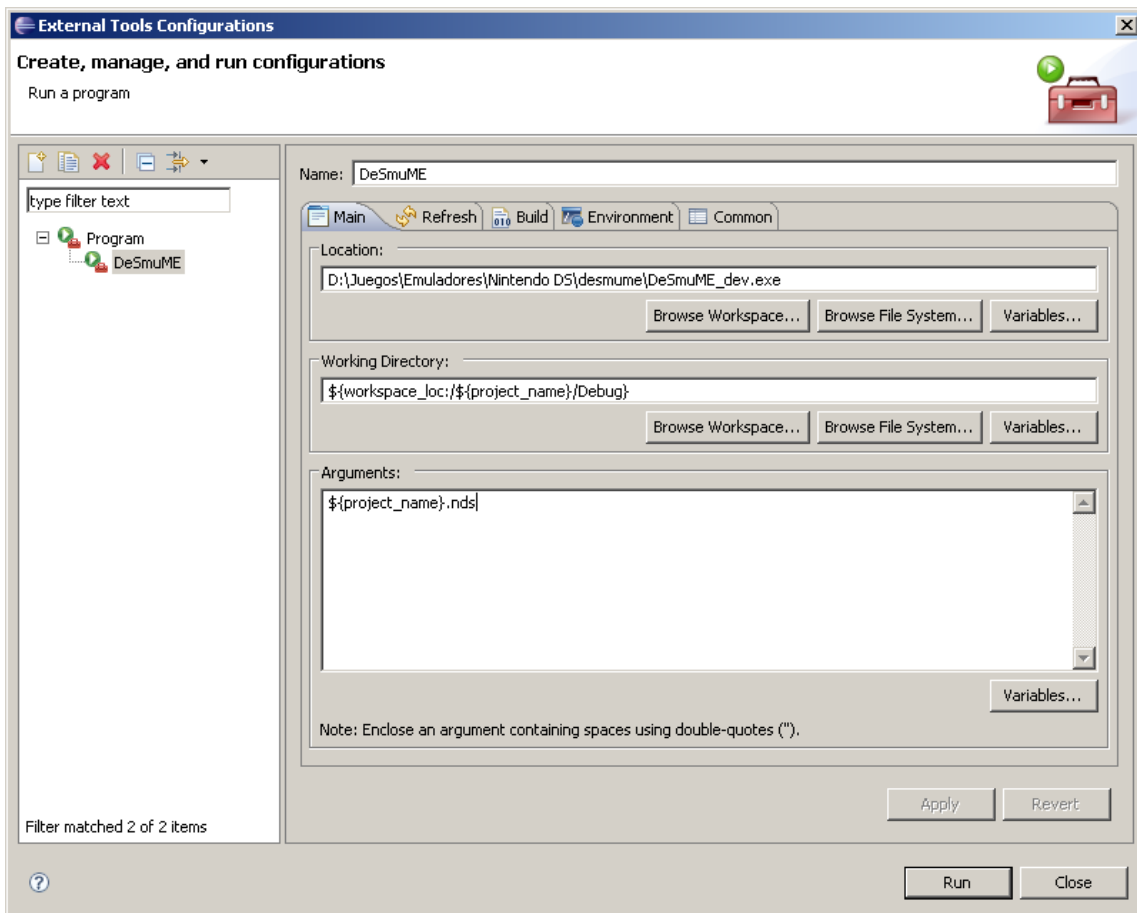 External Tools Configurations
Create, manage, and run configurations
Run a program
type filter text
Program
DeSmuME
Filter matched 2 of 2 items
Name: DeSmuME
Main Refresh Build Environment Common
Location:
D:\Juegos\Emuladores\Nintendo DS\desmume\DeSmuME_dev.exe
Browse Workspace... Browse File System... Variables...
Working Directory:
${workspace_loc:/${project_name}/Debug}
Browse Workspace... Browse File System... Variables...
Arguments:
${project_name}.nds
Variables...
Note: Enclose an argument containing spaces using double-quotes (").
Apply Revert
Run Close